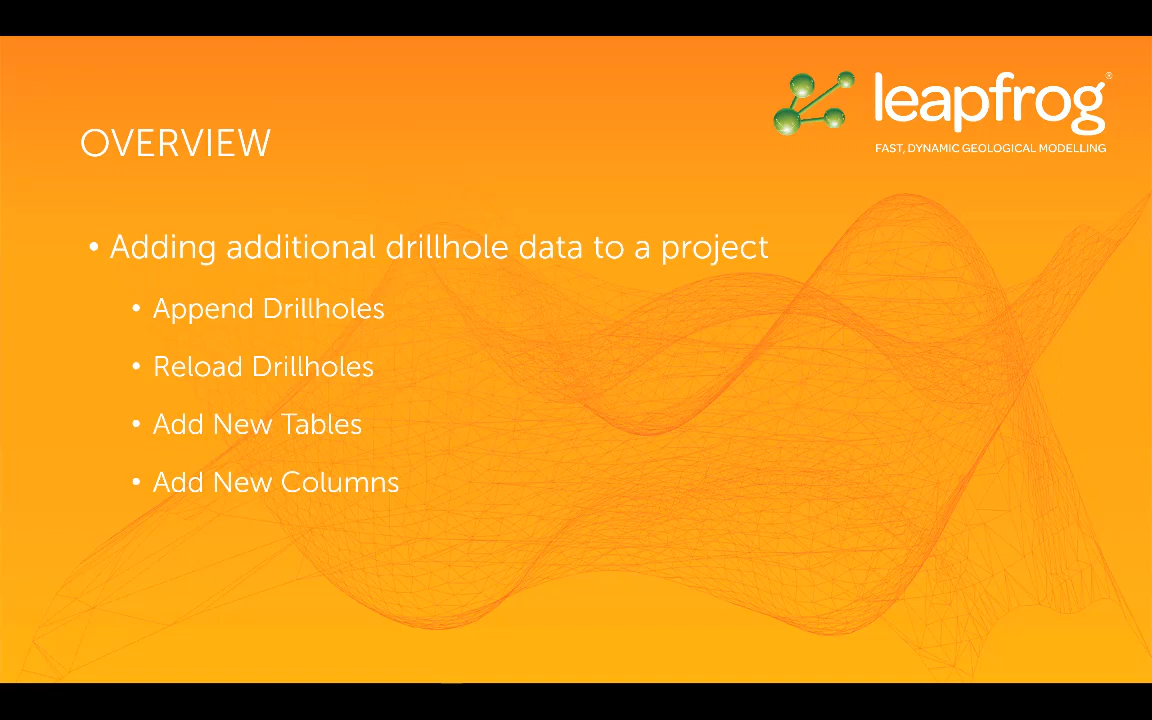 leapfrog®
FAST, DYNAMIC GEOLOGICAL MODELLING
OVERVIEW
• Adding additional drillhole data to a project
• Append Drillholes
• Reload Drillholes
• Add New Tables
• Add New Columns